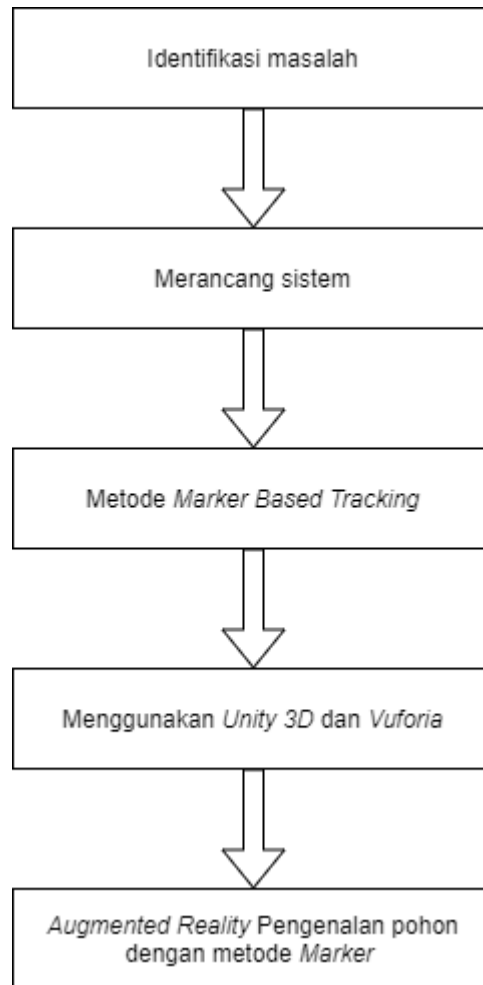 Identifikasi masalah
Merancang sistem
Metode Marker Based Tracking
Menggunakan Unity 3D dan Vuforia
Augmented Reality Pengenalan pohon
dengan metode Marker